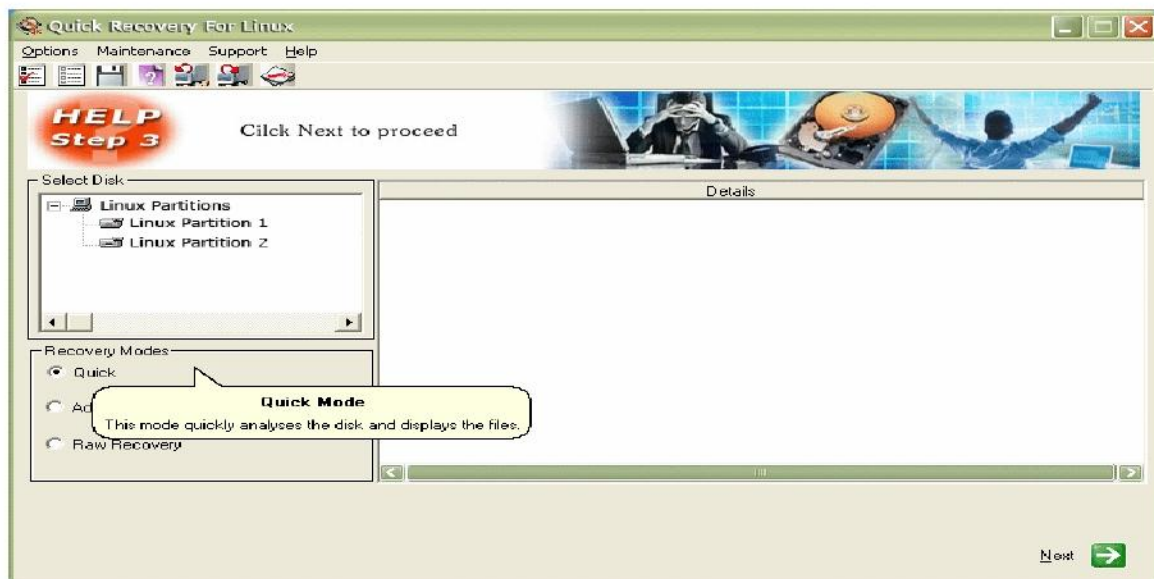 Quick Recovery For Linux
Options Maintenance Support Help
HELP
Step 3
Cilck Next to proceed
Select Disk
Details
Linux Partitions
Linux Partition 1
Linux Partition 2
Recovery Modes
Quick
Quick Mode
Ad
This mode quickly analyses the disk and displays the files.
Raw Recovery
Next